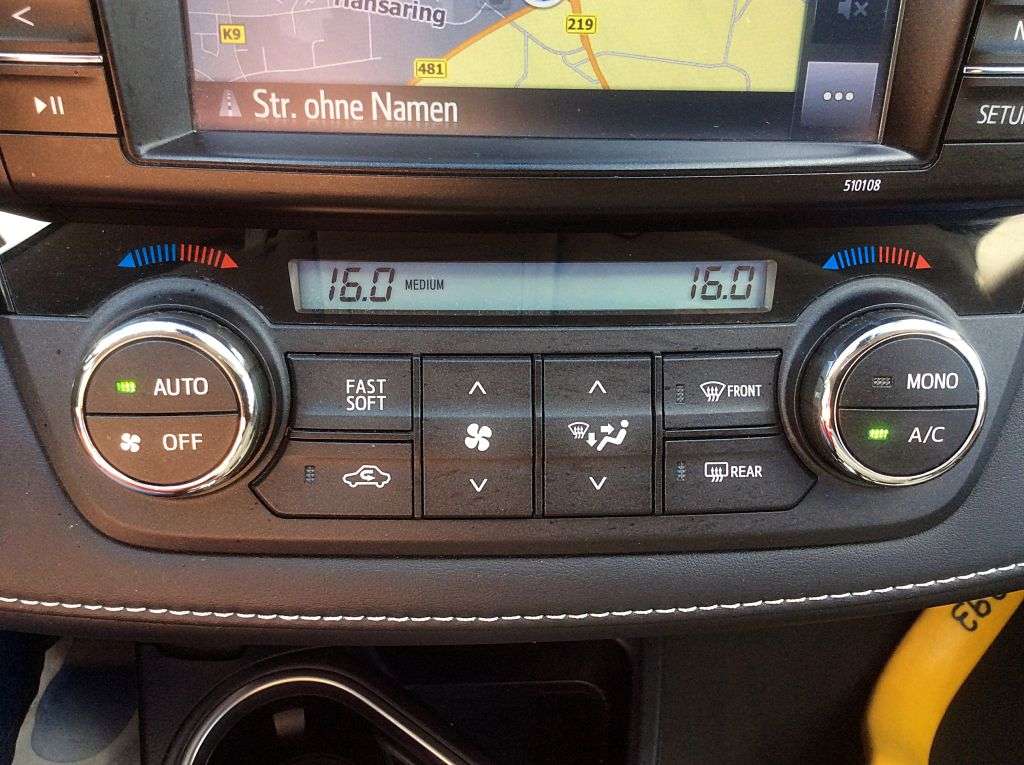 Hansaring
K9
219
481
Str. ohne Namen
510108
16.0 MEDIUM 16.0
AUTO
OFF
FAST
SOFT
FRONT
REAR
MONO
A/C